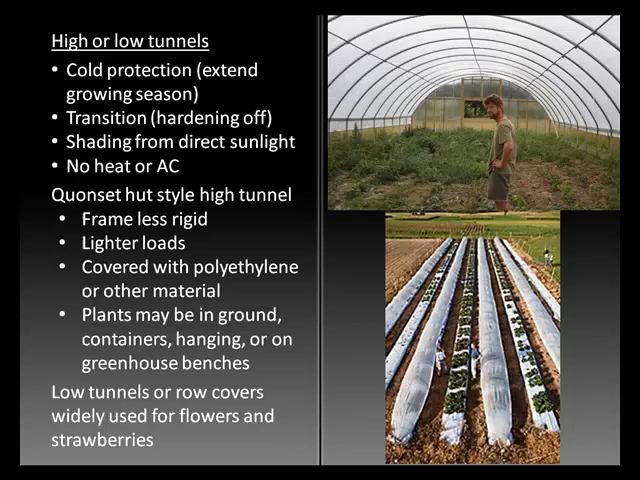 High or low tunnels
• Cold protection (extend
growing season)
• Transition (hardening off)
• Shading from direct sunlight
• No heat or AC
Quonset hut style high tunnel
• Frame less rigid
• Lighter loads
• Covered with polyethylene
or other material
• Plants may be in ground,
containers, hanging, or on
greenhouse benches
Low tunnels or row covers
widely used for flowers and
strawberries